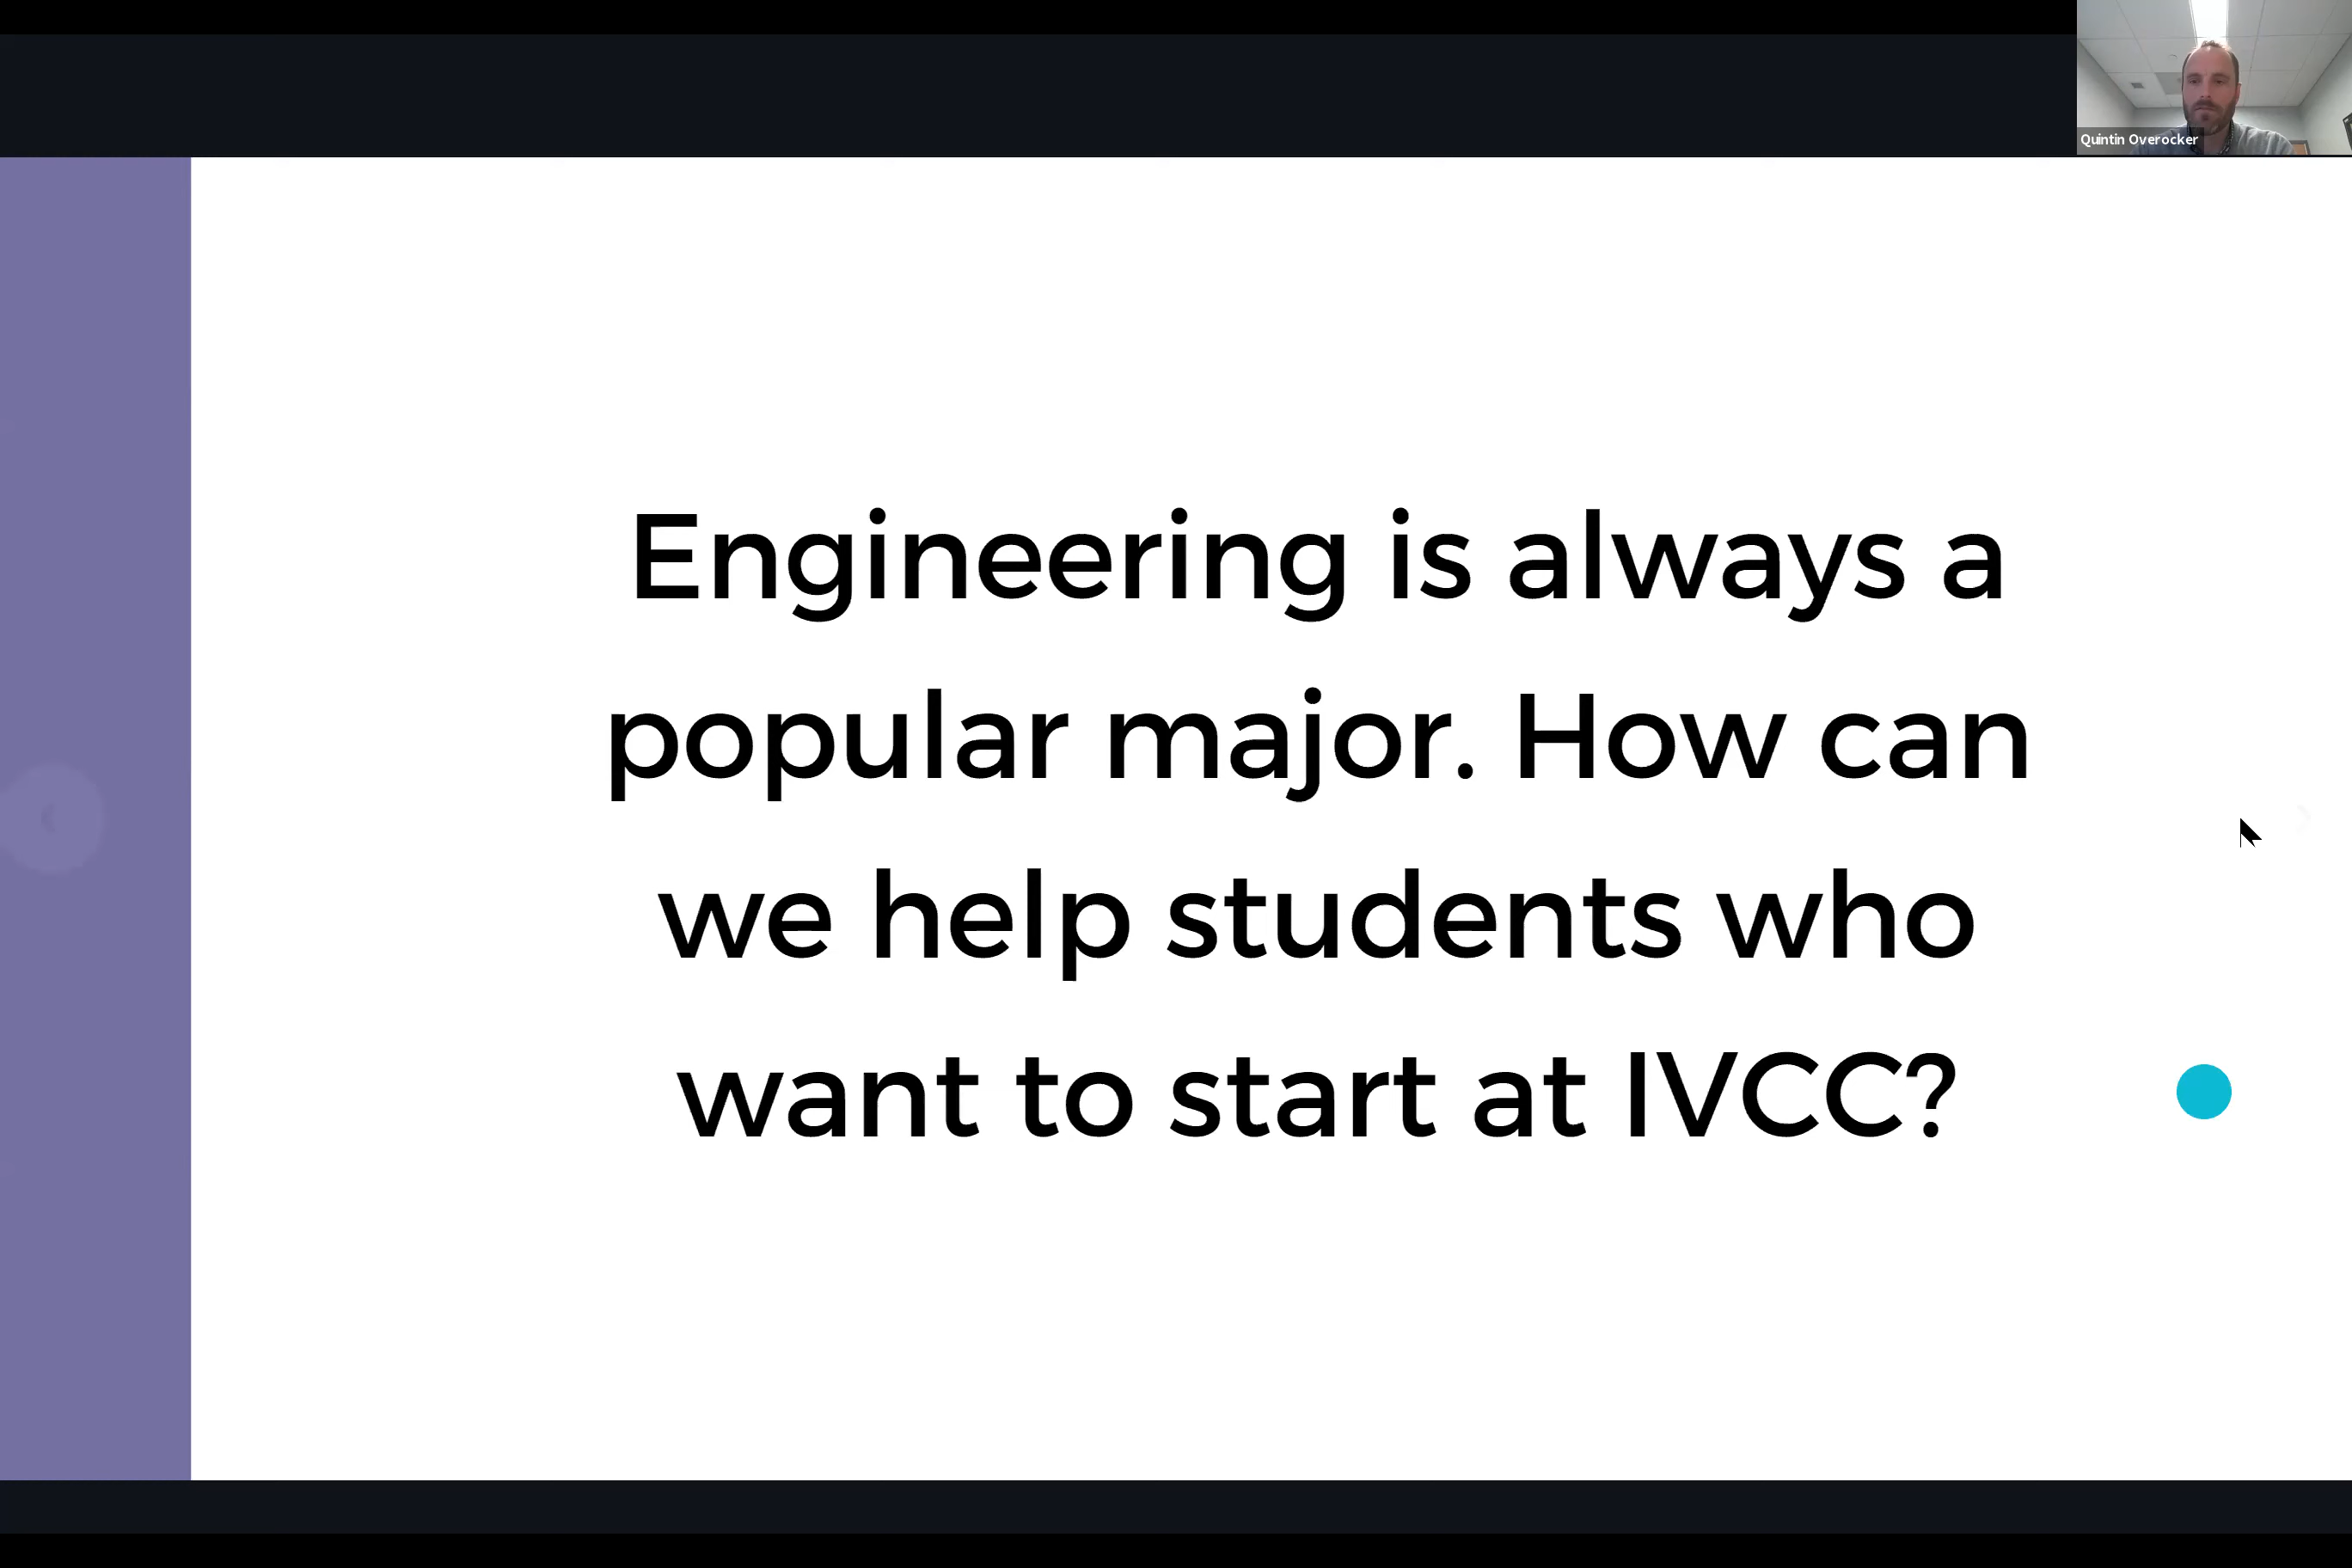 Quintin Overocker
Engineering is always a
popular major. How can
we help students who
want to start at IVCC?